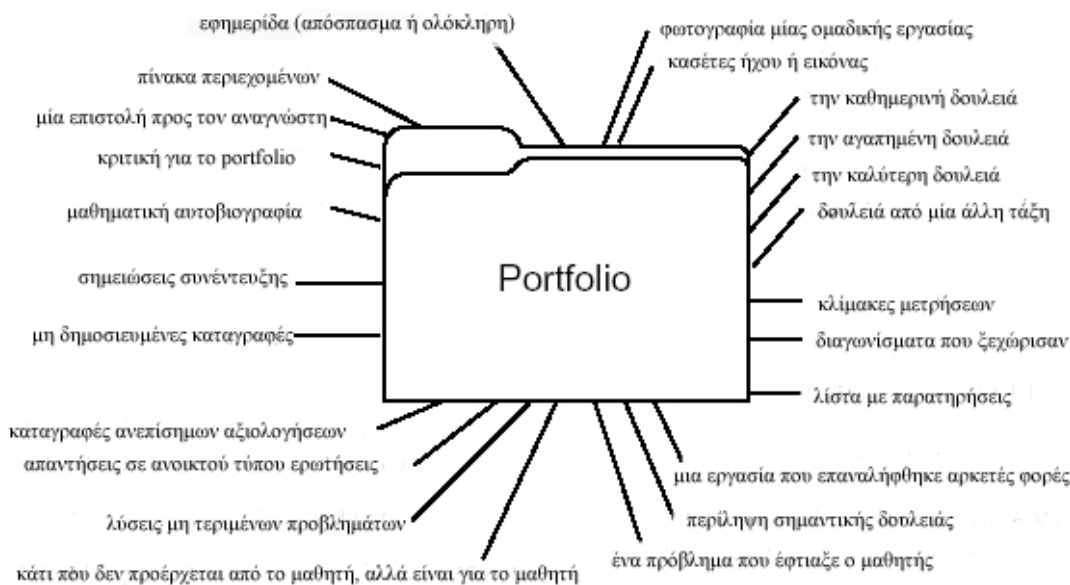 εφημερίδα (απόσπασμα ή ολόκληρη)
φωτογραφία μίας ομαδικής εργασίας
κασέτες ήχου ή εικόνας
πίνακα περιεχομένων
την καθημερινή δουλειά
μία επιστολή προς τον αναγνώστη
την αγαπημένη δουλειά
κριτική για το portfolio
την καλύτερη δουλειά
μαθηματική αυτοβιογραφία
δουλειά από μία άλλη τάξη
Portfolio
σημειώσεις συνέντευξης
κλίμακες μετρήσεων
μη δημοσιευμένες καταγραφές
διαγωνίσματα που ξεχώρισαν
λίστα με παρατηρήσεις
καταγραφές ανεπίσημων αξιολογήσεων
απαντήσεις σε ανοικτού τύπου ερωτήσεις
μια εργασία που επαναλήφθηκε αρκετές φορές
λύσεις μη τεριμένων προβλημάτων
περίληψη σημαντικής δουλειάς
κάτι που δεν προέρχεται από το μαθητή, αλλά είναι για το μαθητή
ένα πρόβλημα που έφτιαξε ο μαθητής